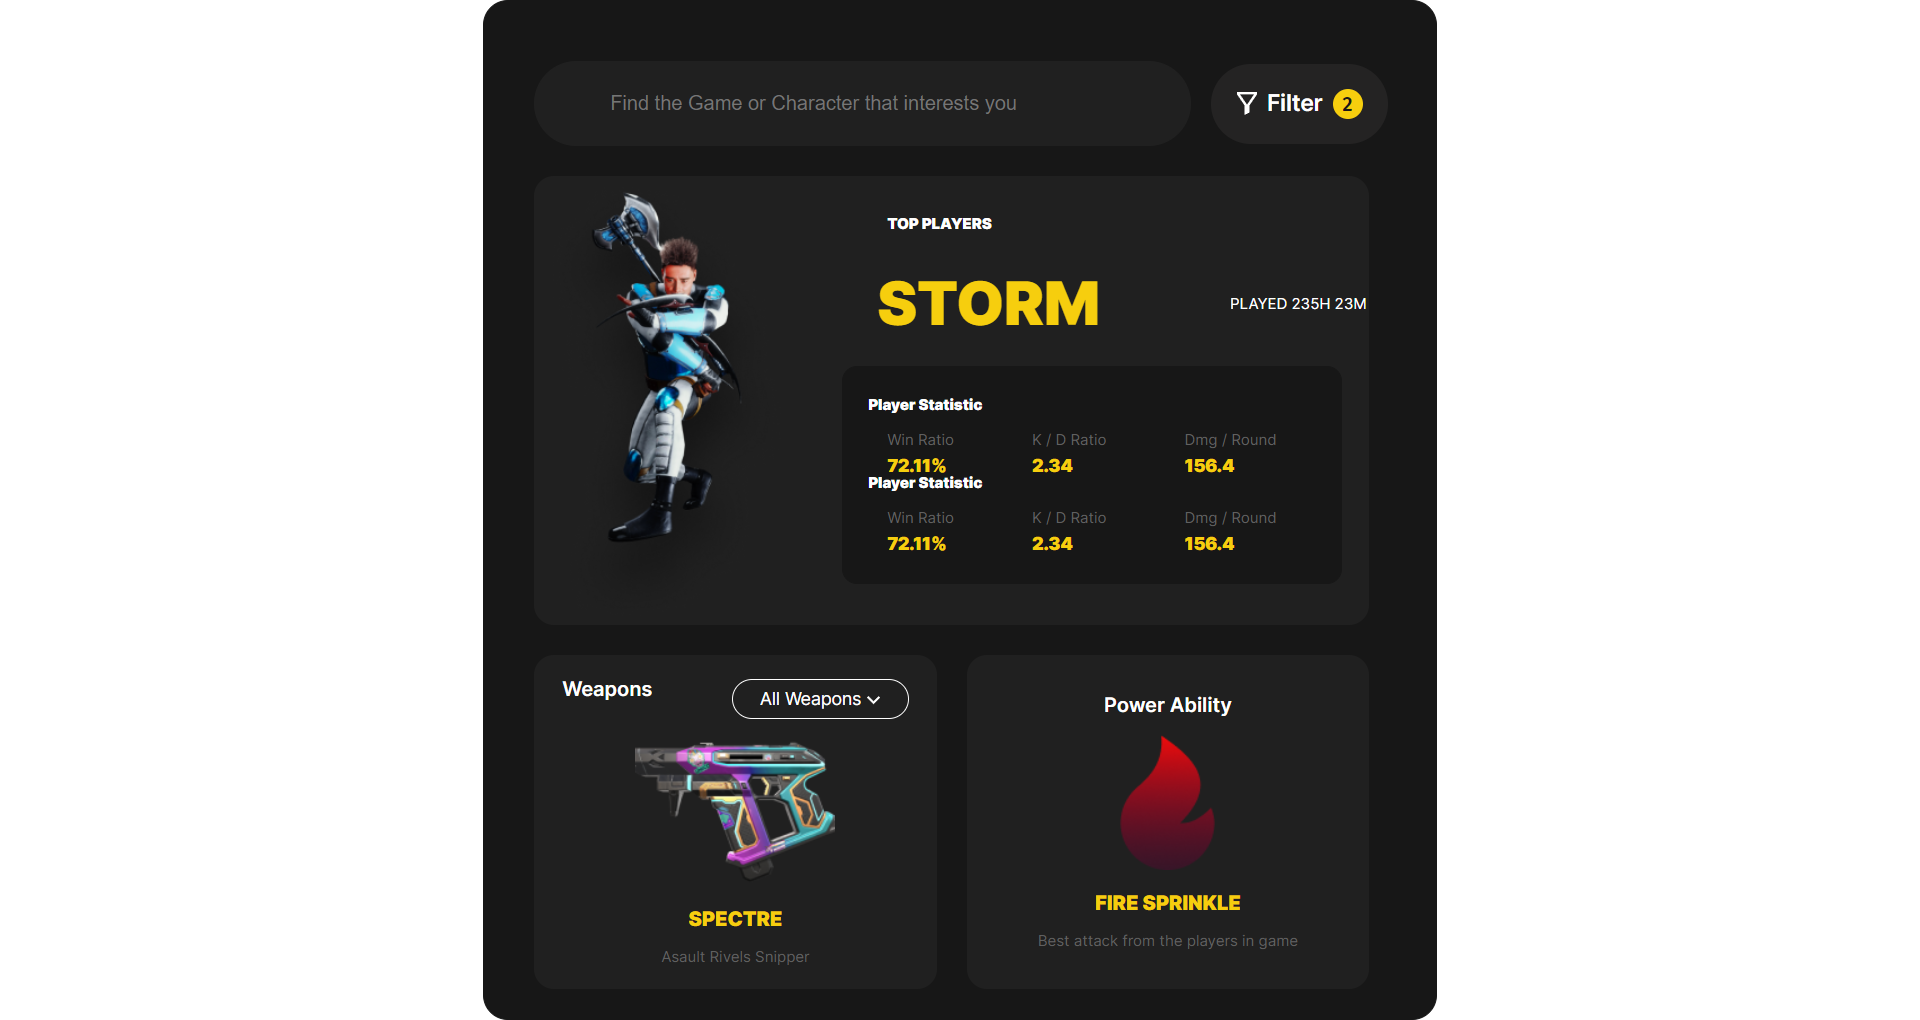 Find the Game or Character that interests you
Filter 2
TOP PLAYERS
STORM
PLAYED 235H 23M
Player Statistic
Win Ratio K / D Ratio Dmg / Round
72.11% 2.34 156.4
Player Statistic
Win Ratio K / D Ratio Dmg / Round
72.11% 2.34 156.4
Weapons
All Weapons
SPECTRE
Asault Rivels Snipper
Power Ability
FIRE SPRINKLE
Best attack from the players in game